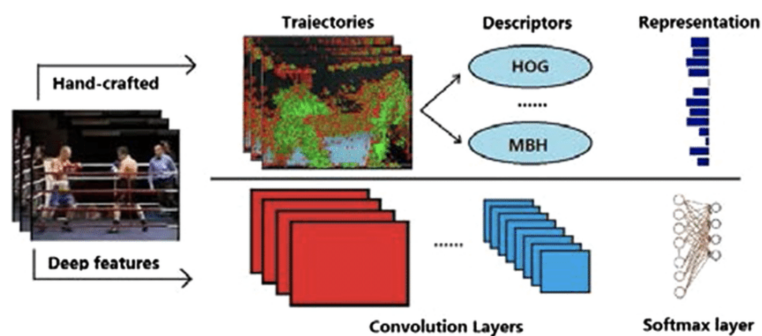 Trajectories
Descriptors
Representation
Hand-crafted
HOG
......
MBH
Deep features
......
Convolution Layers
Softmax layer